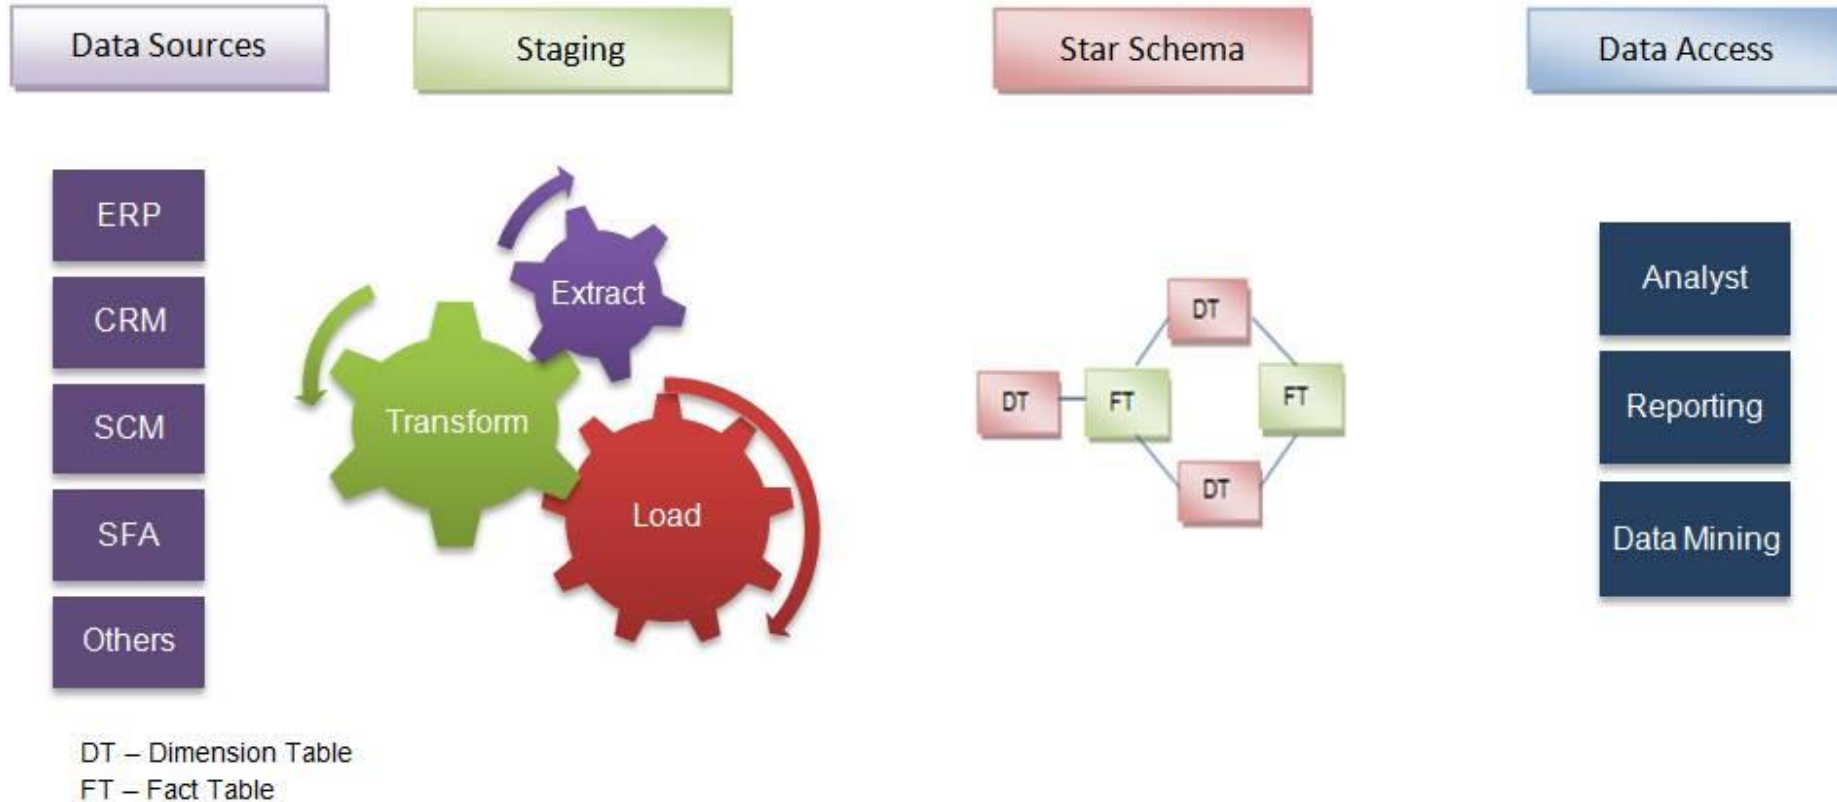 Data Sources
Staging
Star Schema
Data Access
ERP
CRM
SCM
SFA
Others
Extract
Transform
Load
DT
DT
FT
FT
DT
Analyst
Reporting
Data Mining
DT – Dimension Table
FT – Fact Table